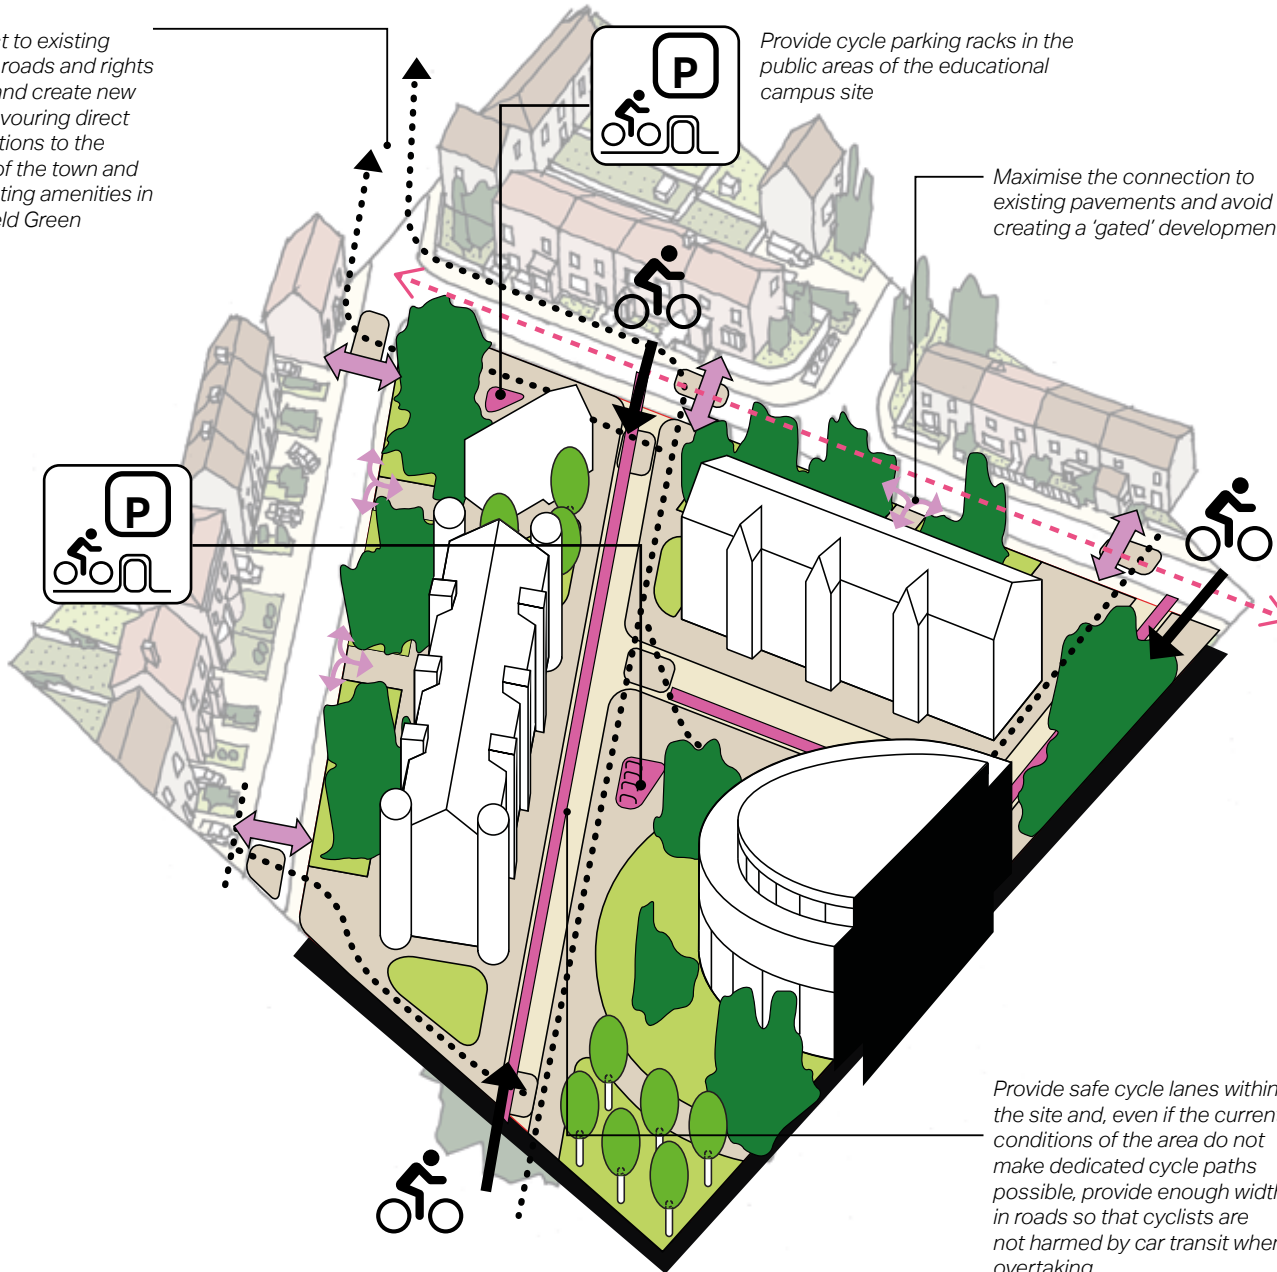 t to existing
roads and rights
and create new
vouring direct
tions to the
of the town and
ting amenities in
ld Green
P
Provide cycle parking racks in the
public areas of the educational
campus site
Maximise the connection to
existing pavements and avoid
creating a ‘gated’ developmen
P
Provide safe cycle lanes within
the site and, even if the curren
conditions of the area do not
make dedicated cycle paths
possible, provide enough width
in roads so that cyclists are
not harmed by car transit when
overtaking